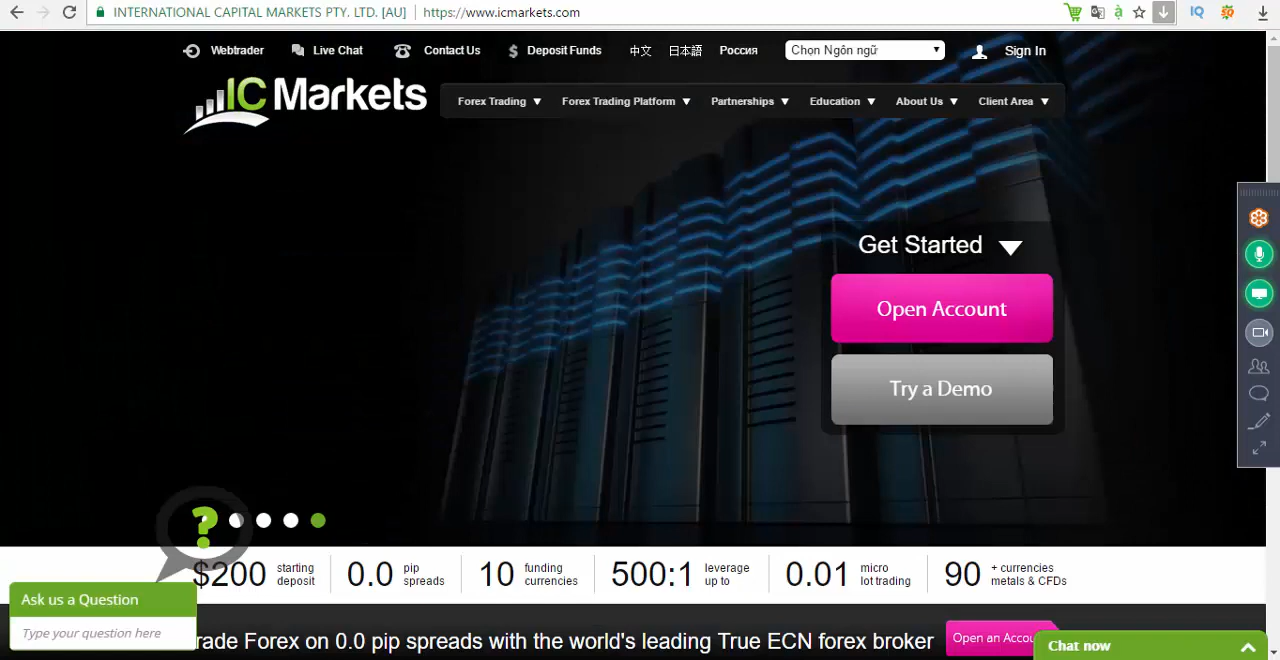 INTERNATIONAL CAPITAL MARKETS PTY. LTD. [AU] https://www.icmarkets.com
Webtrader Live Chat Contact Us $ Deposit Funds 中文 日本語 Россия Chọn Ngôn ngữ Sign In
IC Markets
Forex Trading Forex Trading Platform Partnerships Education About Us Client Area
Get Started
Open Account
Try a Demo
?
$200 starting deposit
0.0 pip spreads
10 funding currencies
500:1 leverage up to
0.01 micro lot trading
90 + currencies metals & CFDs
Ask us a Question
Type your question here
rade Forex on 0.0 pip spreads with the world's leading True ECN forex broker
Open an Accou
Chat now